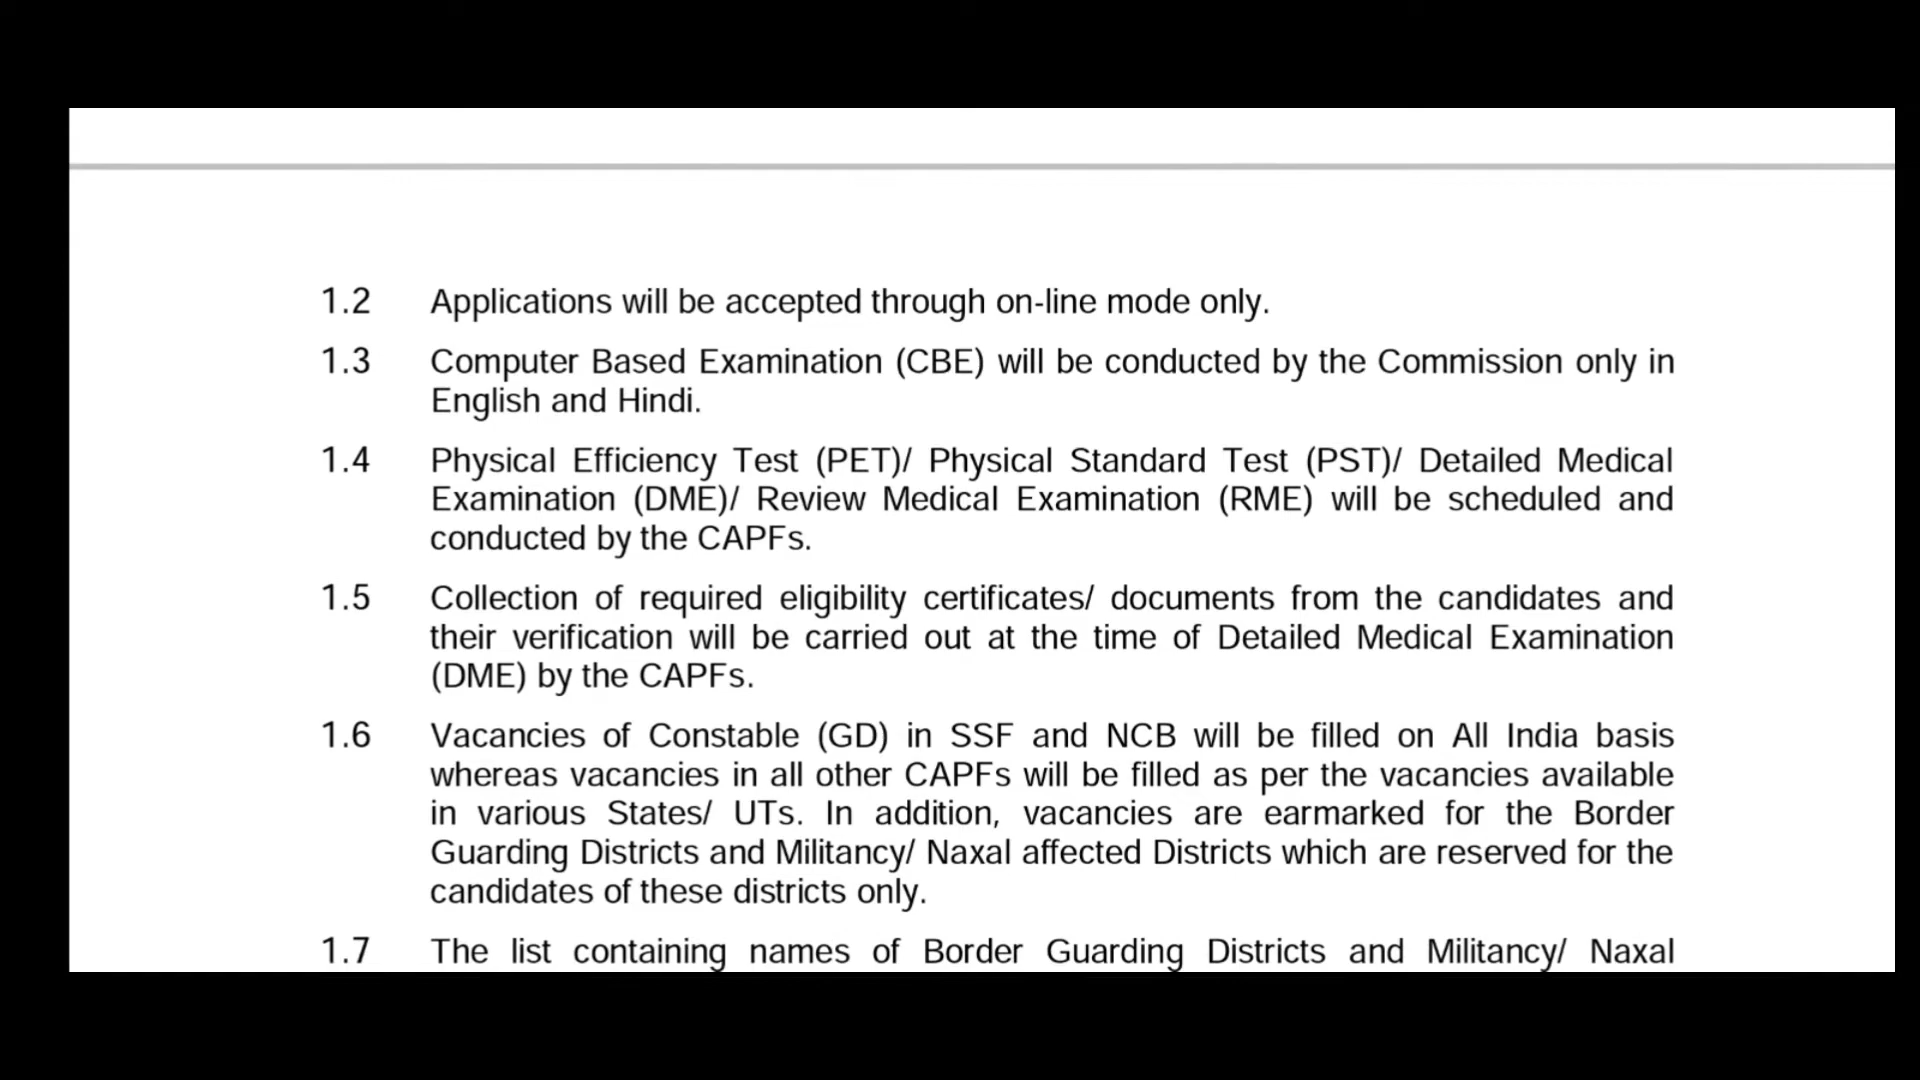 1.2 Applications will be accepted through on-line mode only.
1.3 Computer Based Examination (CBE) will be conducted by the Commission only in
English and Hindi.
1.4 Physical Efficiency Test (PET)/ Physical Standard Test (PST)/ Detailed Medical
Examination (DME)/ Review Medical Examination (RME) will be scheduled and
conducted by the CAPFs.
1.5 Collection of required eligibility certificates/ documents from the candidates and
their verification will be carried out at the time of Detailed Medical Examination
(DME) by the CAPFs.
1.6 Vacancies of Constable (GD) in SSF and NCB will be filled on All India basis
whereas vacancies in all other CAPFs will be filled as per the vacancies available
in various States/ UTs. In addition, vacancies are earmarked for the Border
Guarding Districts and Militancy/ Naxal affected Districts which are reserved for the
candidates of these districts only.
1.7 The list containing names of Border Guarding Districts and Militancy/ Naxal